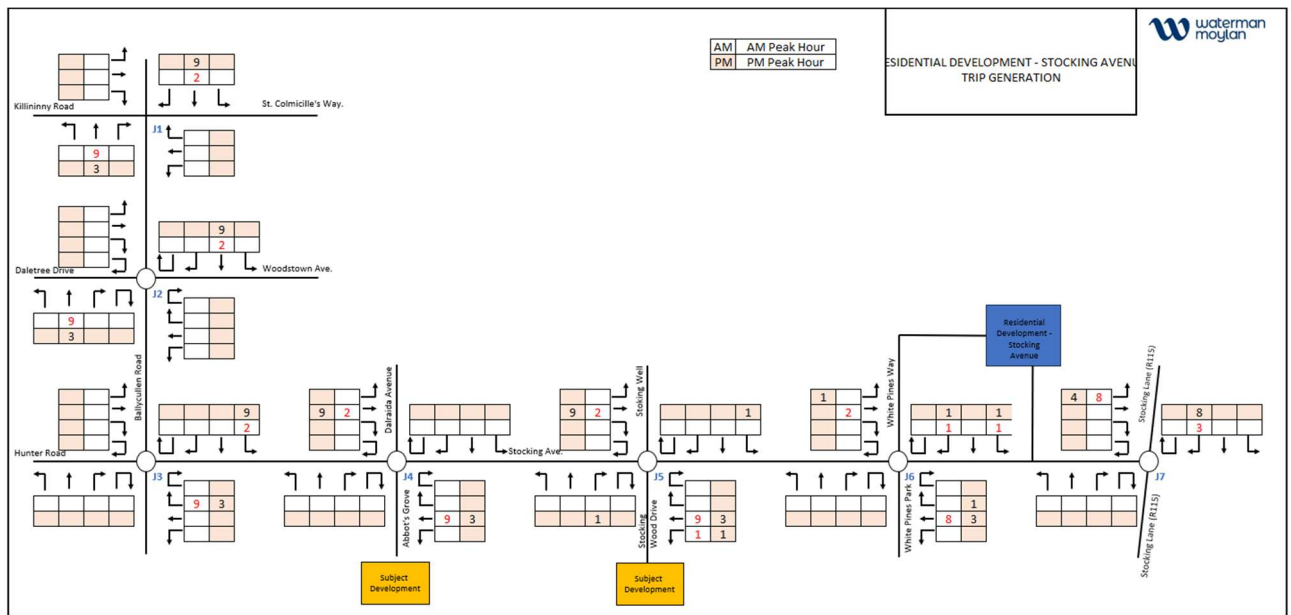 waterman
moylan
AM AM Peak Hour
PM PM Peak Hour
ESIDENTIAL DEVELOPMENT - STOCKING AVENU
TRIP GENERATION
9
2
Killininny Road
St. Colmicille's Way.
J1
9
3
9
2
Daletree Drive
Woodstown Ave.
J2
9
3
Ballycullen Road
Dalraida Avenue
Stoking Well
White Pines Way
Residential
Development -
Stocking
Avenue
Stocking Lane (R115)
9
2
9 2
9 2
1
1
2
1 1
1 1
4 8
8
3
Hunter Road
Stocking Ave.
J3
J4
J5
J6
J7
9 3
Abbot's Grove
9 3
1
Stocking
Wood Drive
9 3
1 1
White Pines Park
1
8 3
Stocking Lane (R115)
Subject
Development
Subject
Development